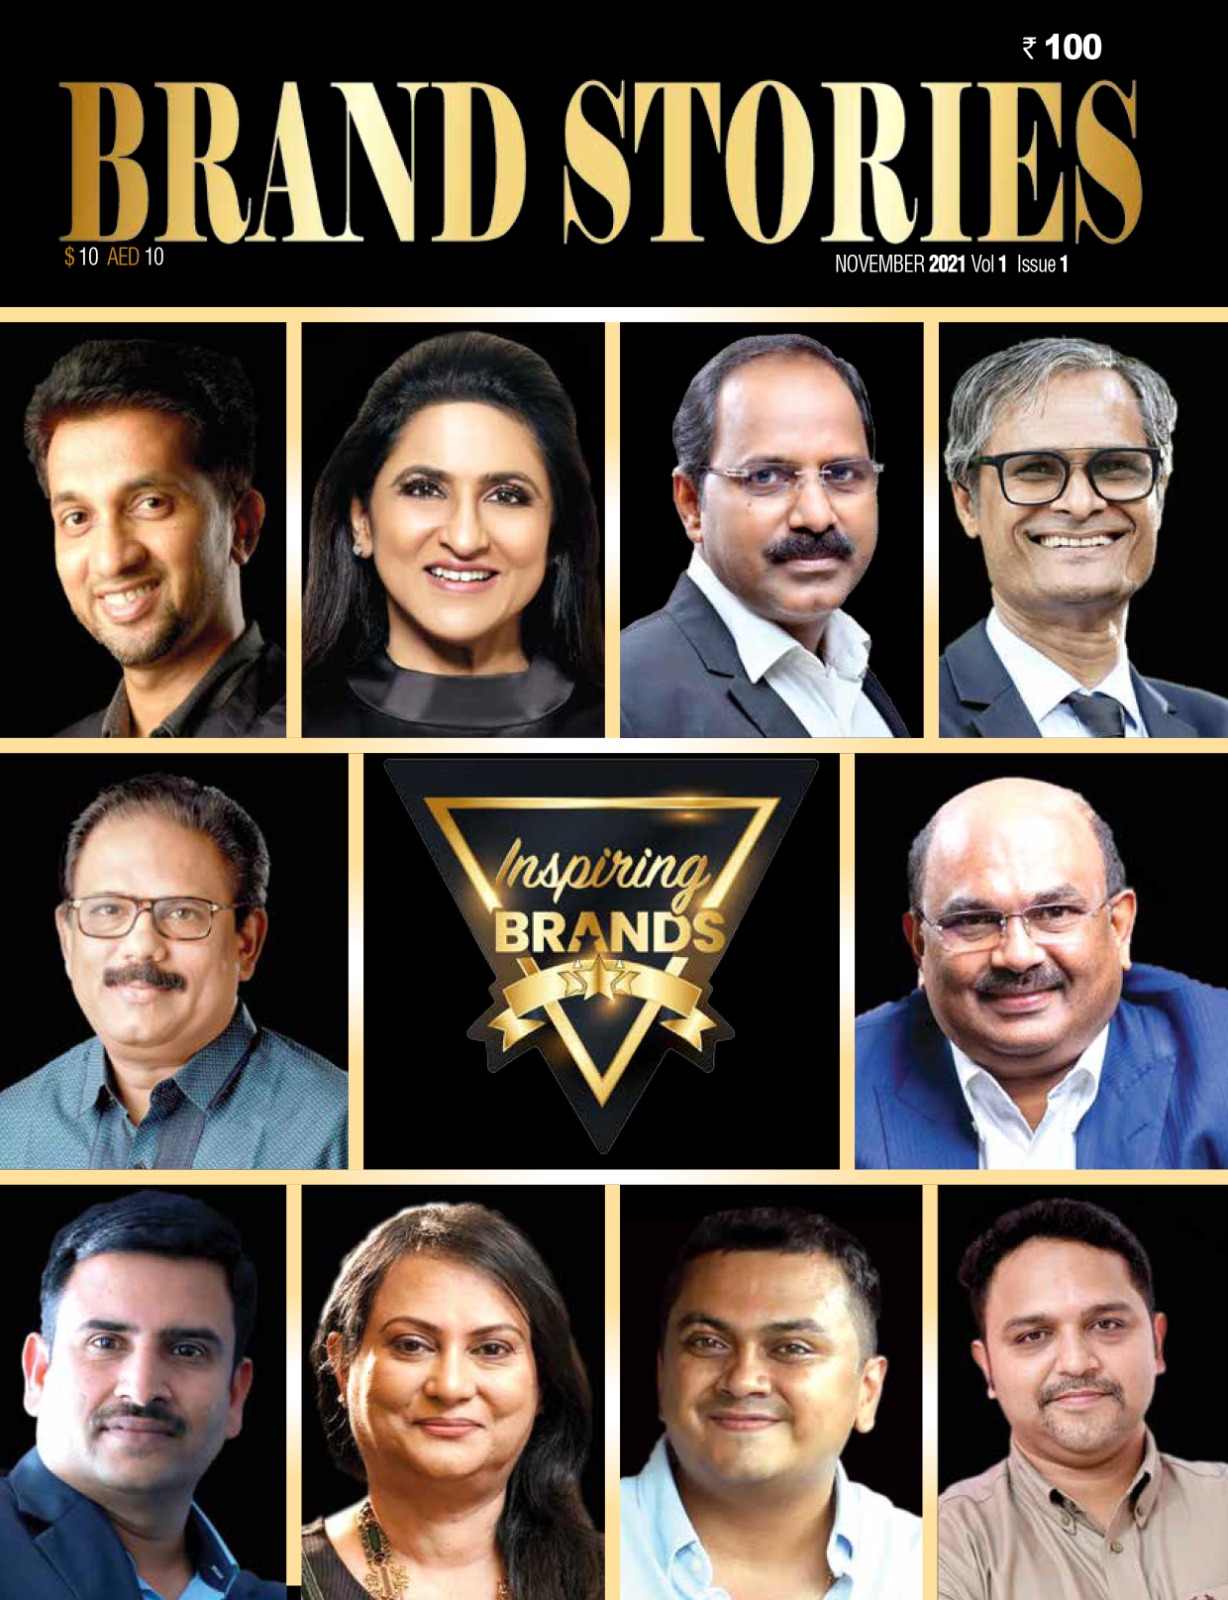 ₹ 100
BRAND STORIES
$ 10 AED 10
NOVEMBER 2021 Vol 1 Issue 1
Inspiring
BRANDS